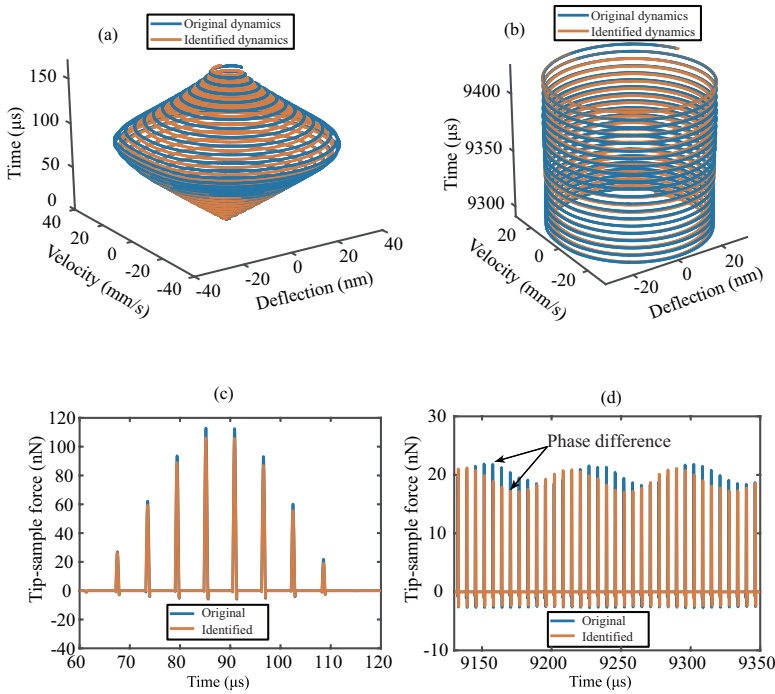 (a)
Original dynamics
Identified dynamics
150
100
50
0
Time (μs)
40
20
0
-20
-40
Velocity (mm/s)
-40
-20
0
20
40
Deflection (nm)
(b)
Original dynamics
Identified dynamics
9400
9350
9300
Time (μs)
20
0
-20
Velocity (mm/s)
-20
0
20
Deflection (nm)
(c)
120
100
80
60
40
20
0
-20
-40
Tip-sample force (nN)
Original
Identified
60
70
80
90
100
110
120
Time (μs)
(d)
30
20
10
0
-10
Tip-sample force (nN)
Phase difference
Original
Identified
9150
9200
9250
9300
9350
Time (μs)